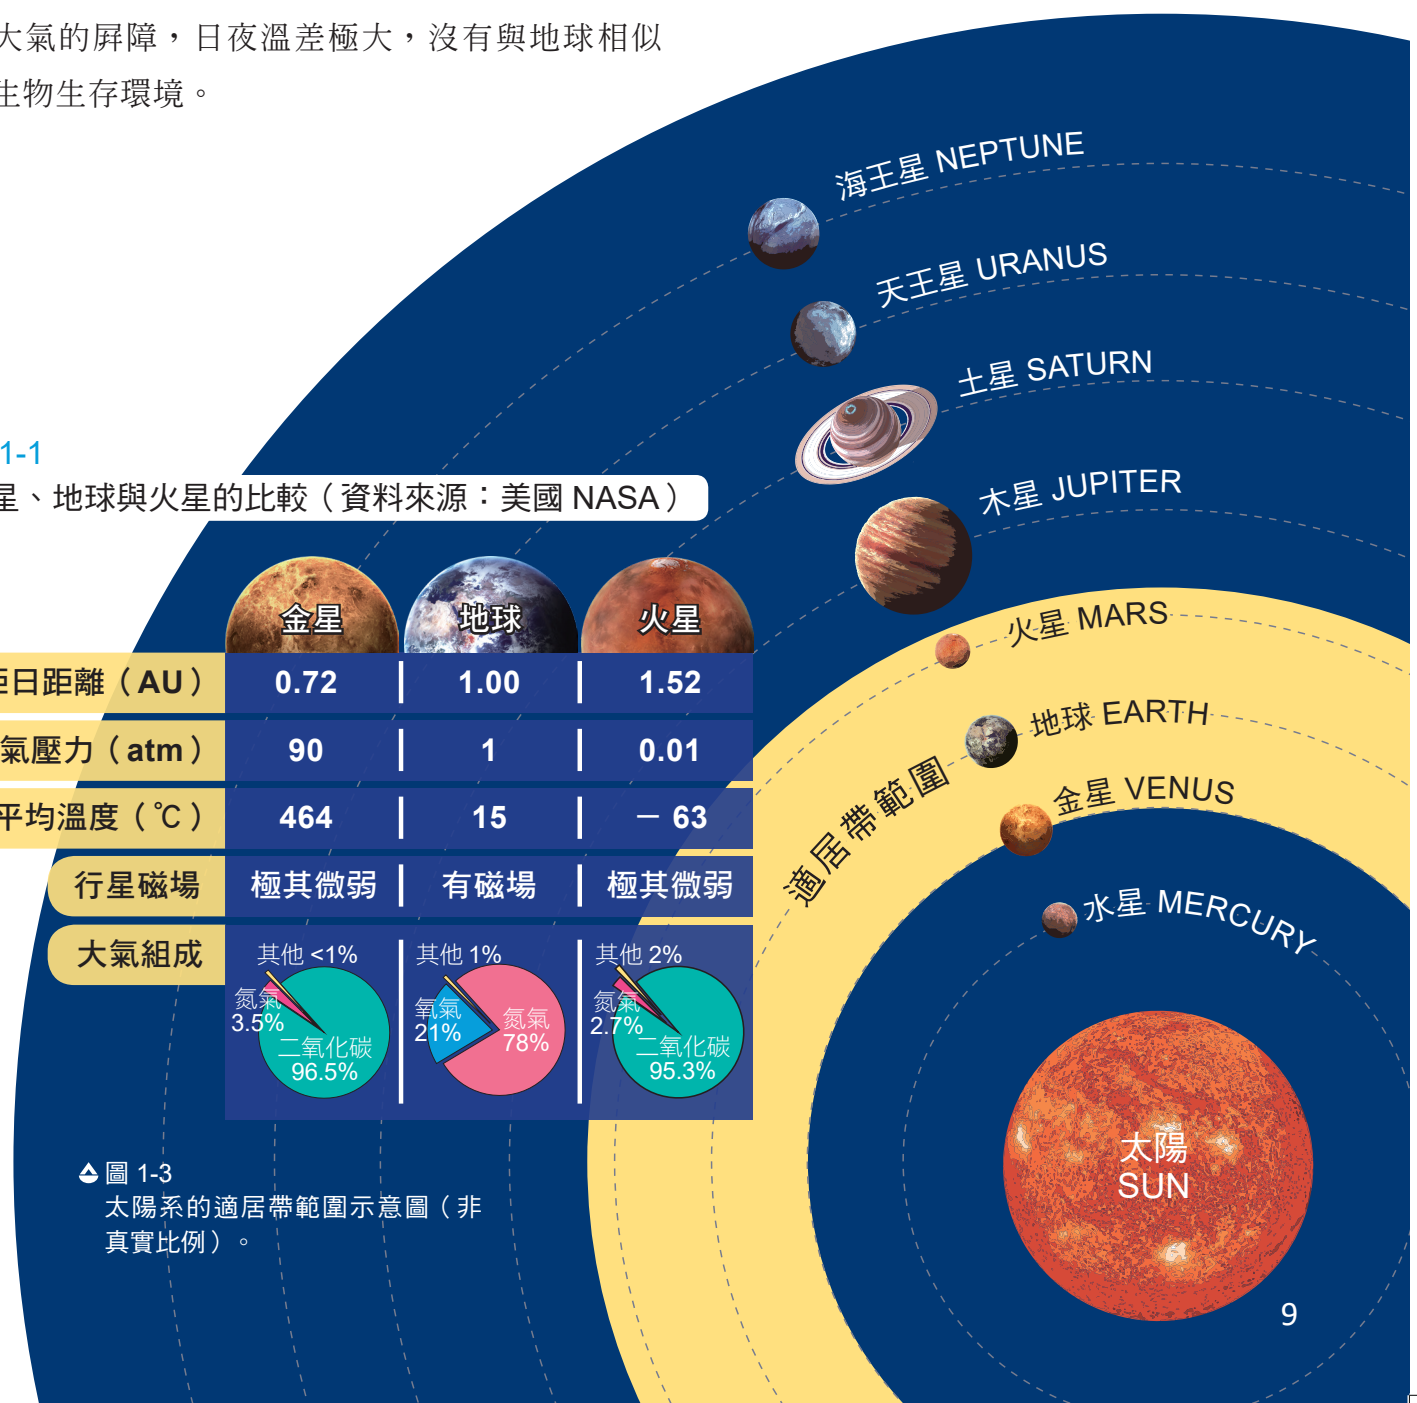 大氣的屏障，日夜溫差極大，沒有與地球相似
生物生存環境。
海王星 NEPTUNE
天王星 URANUS
土星 SATURN
木星 JUPITER
火星 MARS
地球 EARTH
金星 VENUS
水星 MERCURY
適居帶範圍
太陽
SUN
1-1
星、地球與火星的比較（資料來源：美國 NASA）
金星 地球 火星
距日距離（AU） 0.72 1.00 1.52
氣壓力（atm） 90 1 0.01
平均溫度（℃） 464 15 － 63
行星磁場 極其微弱 有磁場 極其微弱
大氣組成
其他 <1%
氮氣
3.5%
二氧化碳
96.5%
其他 1%
氧氣
21%
氮氣
78%
其他 2%
氮氣
2.7%
二氧化碳
95.3%
圖 1-3
太陽系的適居帶範圍示意圖（非
真實比例）。
9